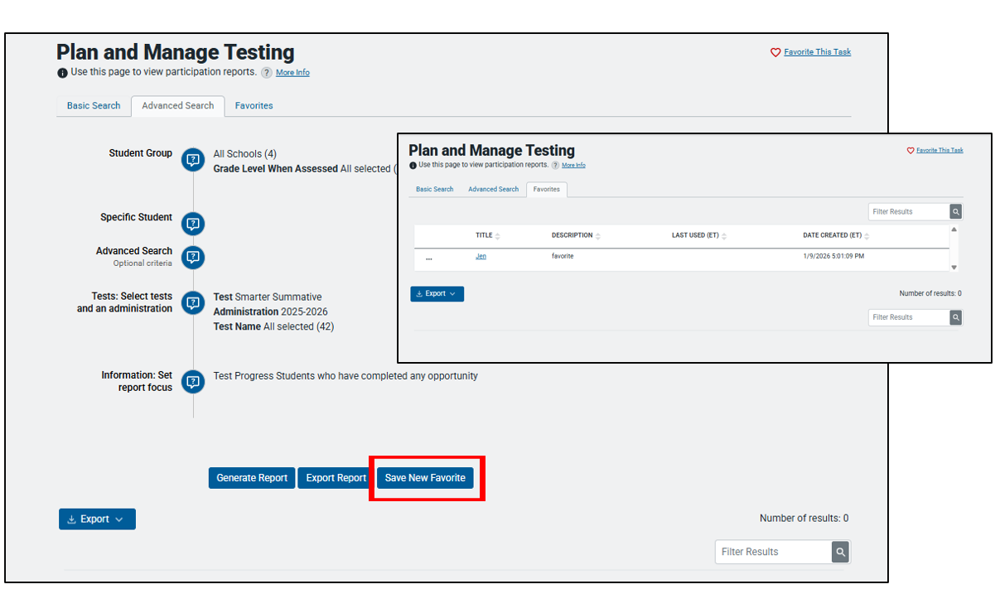 Plan and Manage Testing
Favorite This Task
Use this page to view participation reports. ? More Info
Basic Search Advanced Search Favorites
Student Group
All Schools (4)
Grade Level When Assessed All selected (
Specific Student
Advanced Search
Optional criteria
Tests: Select tests
and an administration
Test Smarter Summative
Administration 2025-2026
Test Name All selected (42)
Information: Set
report focus
Test Progress Students who have completed any opportunity
Generate Report Export Report Save New Favorite
Export
Number of results: 0
Filter Results
Plan and Manage Testing
Favorite This Task
Use this page to view participation reports. ? More Info
Basic Search Advanced Search Favorites
Filter Results
TITLE DESCRIPTION LAST USED (ET) DATE CREATED (ET)
... Jen favorite 1/9/2026 5:01:09 PM
Export
Number of results: 0
Filter Results